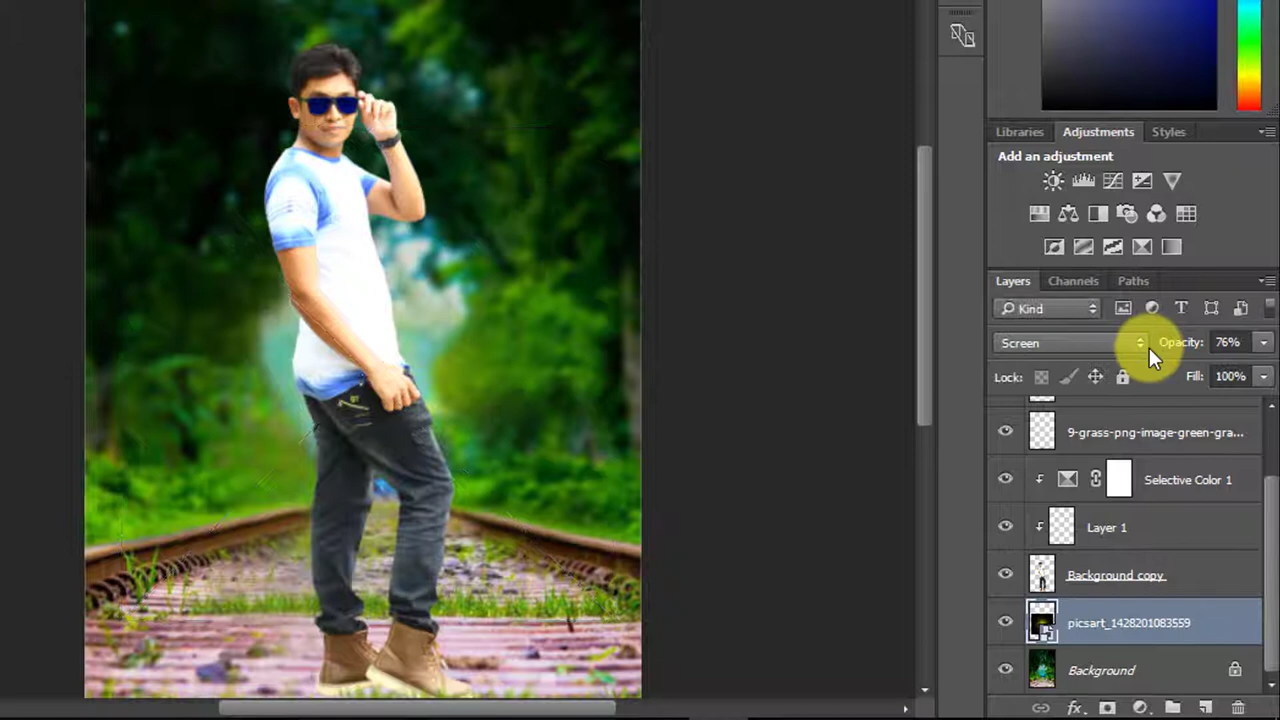 Libraries Adjustments Styles
Add an adjustment
Layers Channels Paths
Kind
Screen Opacity: 76%
Lock: Fill: 100%
9-grass-png-image-green-gra...
Selective Color 1
Layer 1
Background copy
picsart_1428201083559
Background
fx